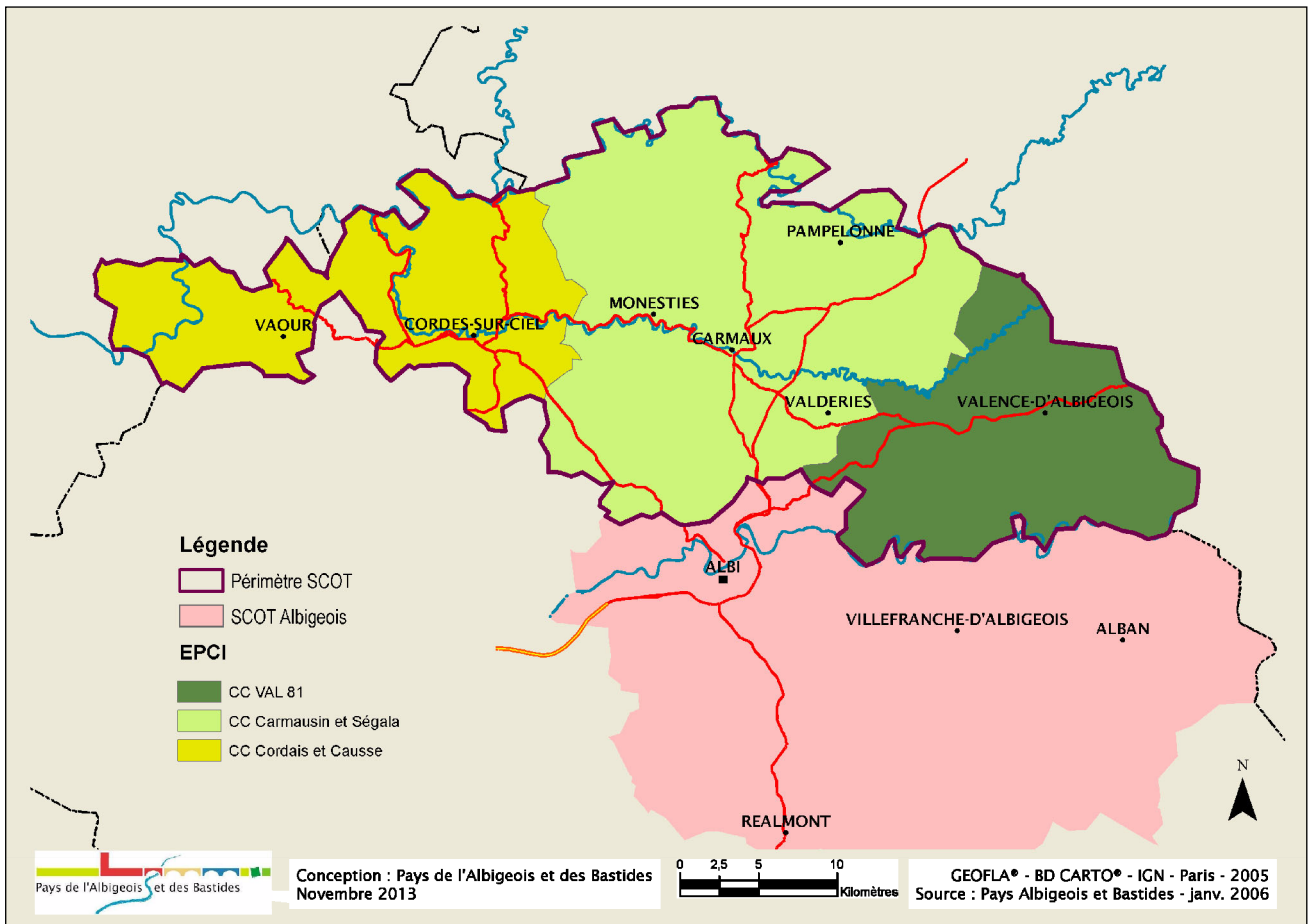 PAMPELONNE
MONESTIES
VAOUR
CORDES-SUR-CIEL
CARMAUX
VALDERIES
VALENCE-D'ALBIGEOIS
Légende
Périmètre SCOT
SCOT Albigeois
EPCI
CC VAL 81
CC Carmausin et Ségala
CC Cordais et Causse
ALBI
VILLEFRANCHE-D'ALBIGEOIS
ALBAN
REALMONT
N
Pays de l'Albigeois et des Bastides
Conception : Pays de l'Albigeois et des Bastides
Novembre 2013
0 2,5 5 10
Kilomètres
GEOFLA® - BD CARTO® - IGN - Paris - 2005
Source : Pays Albigeois et Bastides - janv. 2006